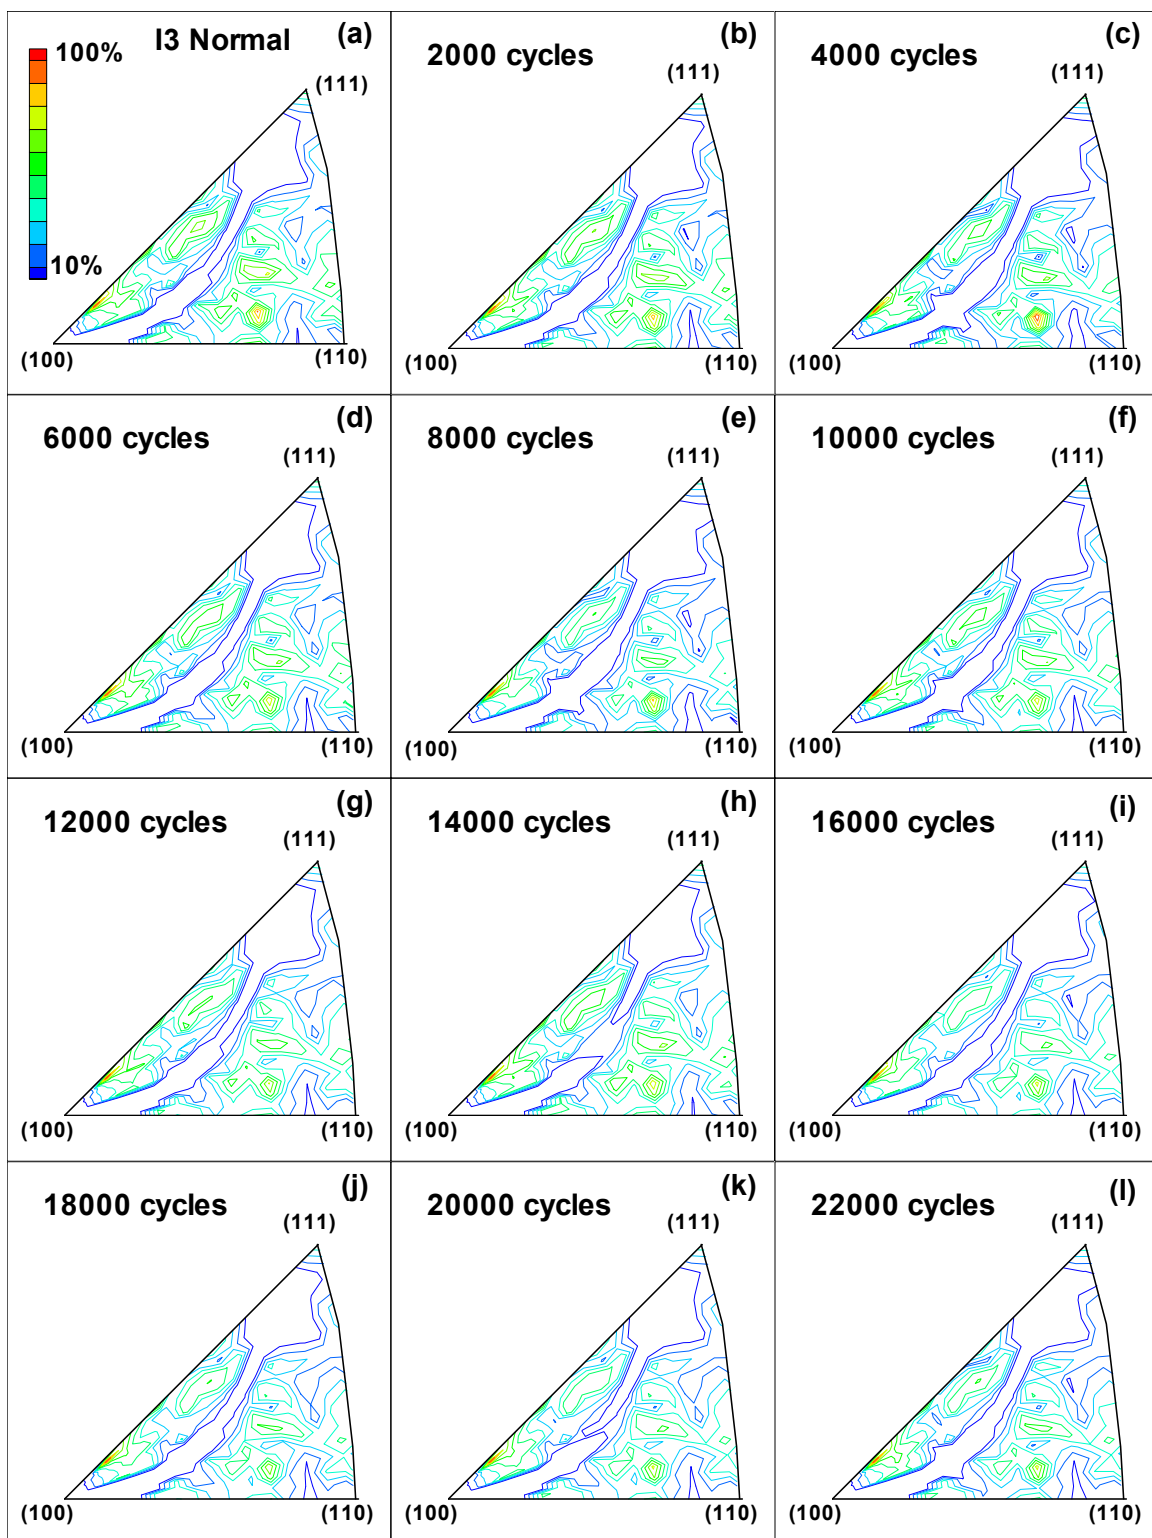 I3 Normal (a)
100%
10%
(111)
(100) (110)
2000 cycles (b)
(111)
(100) (110)
4000 cycles (c)
(111)
(100) (110)
6000 cycles (d)
(111)
(100) (110)
8000 cycles (e)
(111)
(100) (110)
10000 cycles (f)
(111)
(100) (110)
12000 cycles (g)
(111)
(100) (110)
14000 cycles (h)
(111)
(100) (110)
16000 cycles (i)
(111)
(100) (110)
18000 cycles (j)
(111)
(100) (110)
20000 cycles (k)
(111)
(100) (110)
22000 cycles (l)
(111)
(100) (110)